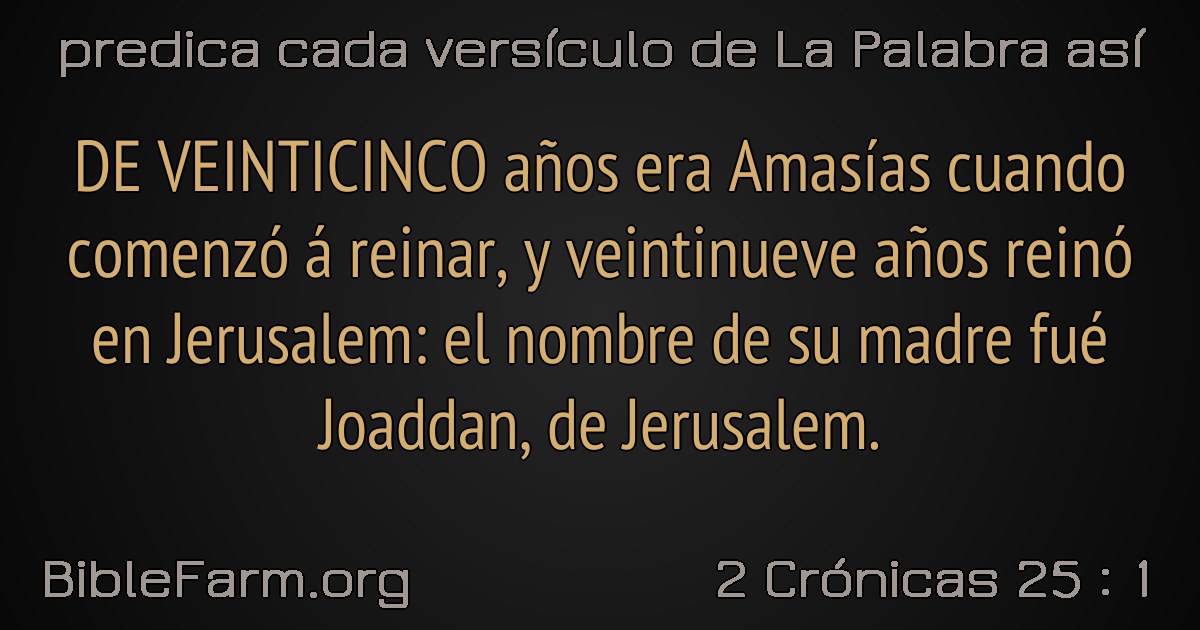 predica cada versículo de La Palabra así
DE VEINTICINCO años era Amasías cuando
comenzó á reinar, y veintinueve años reinó
en Jerusalem: el nombre de su madre fué
Joaddan, de Jerusalem.
BibleFarm.org
2 Crónicas 25 : 1